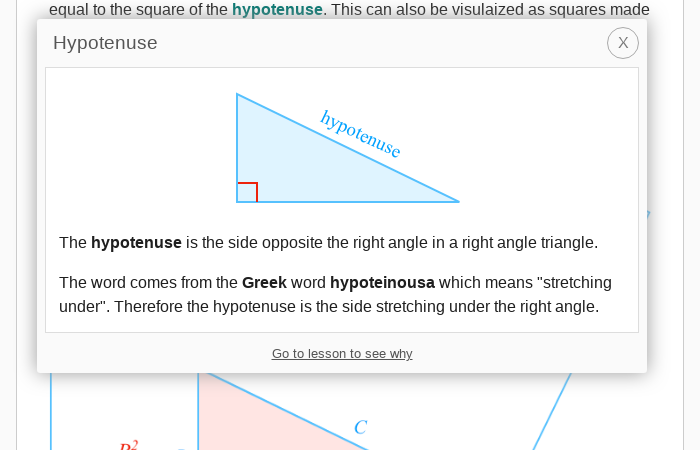 equal to the square of the hypotenuse. This can also be visulaized as squares made
Hypotenuse
X
hypotenuse
The hypotenuse is the side opposite the right angle in a right angle triangle.
The word comes from the Greek word hypoteinousa which means "stretching
under". Therefore the hypotenuse is the side stretching under the right angle.
Go to lesson to see why
C